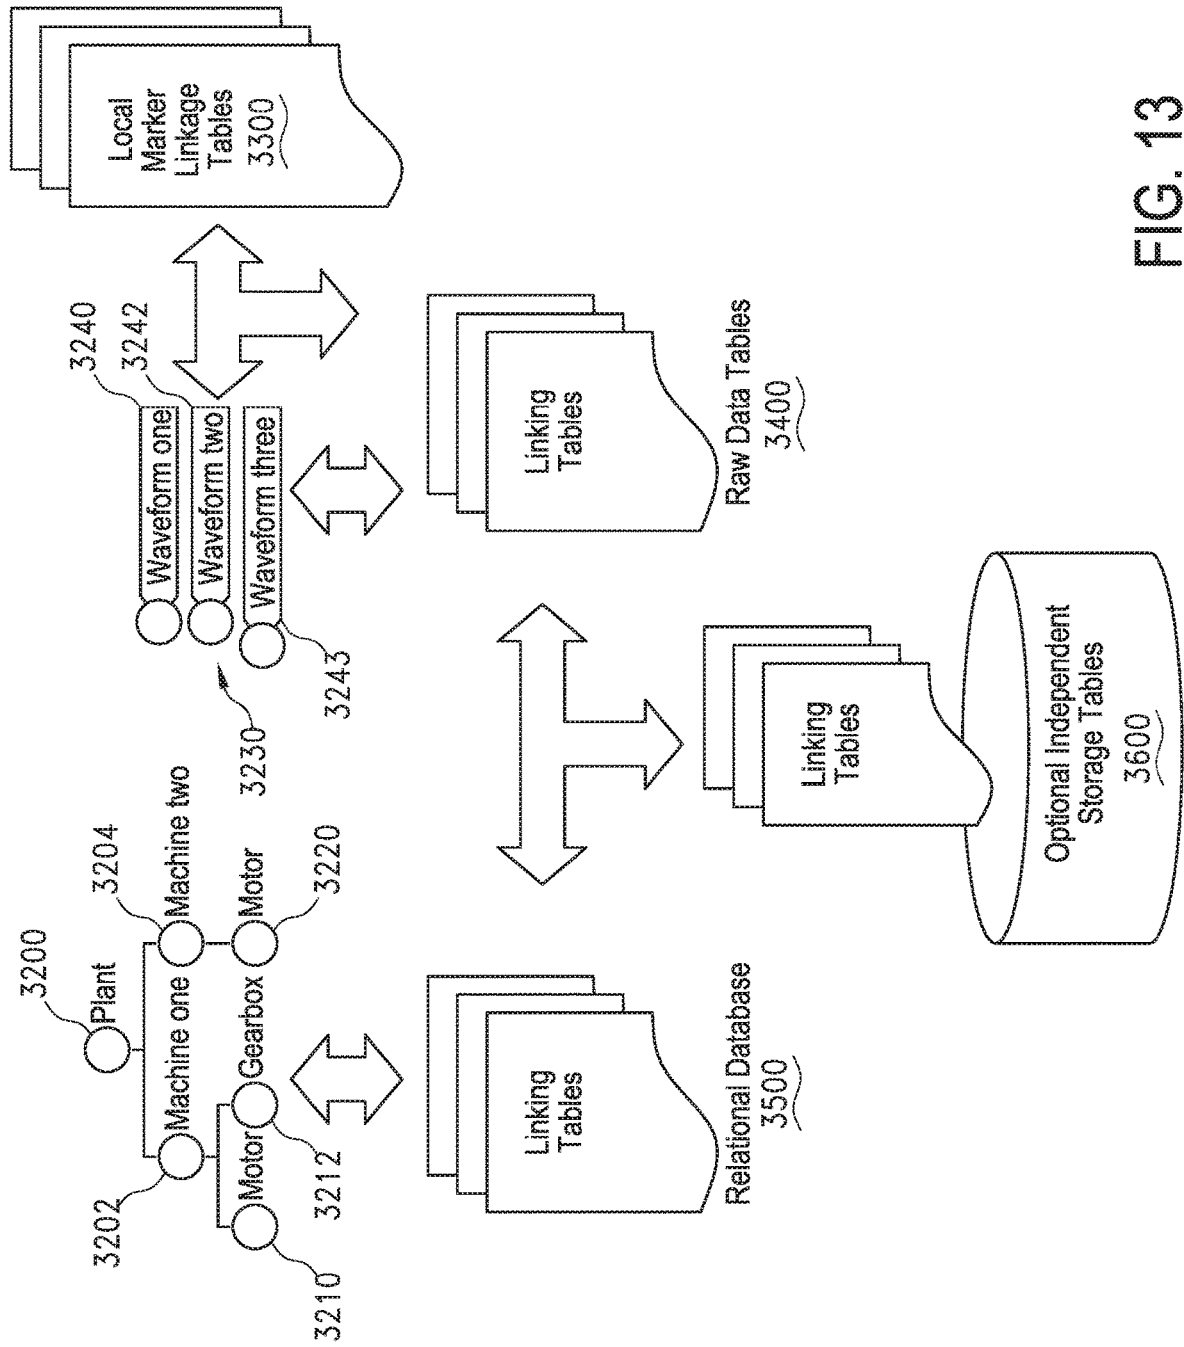 3200
Plant
3202
Machine one
3204
Machine two
3210
Motor
3212
Gearbox
3220
Motor
3230
3240
Waveform one
3242
Waveform two
3243
Waveform three
Local
Marker
Linkage
Tables
3300
Linking
Tables
Relational Database
3500
Linking
Tables
Optional Independent
Storage Tables
3600
Linking
Tables
Raw Data Tables
3400
FIG. 13